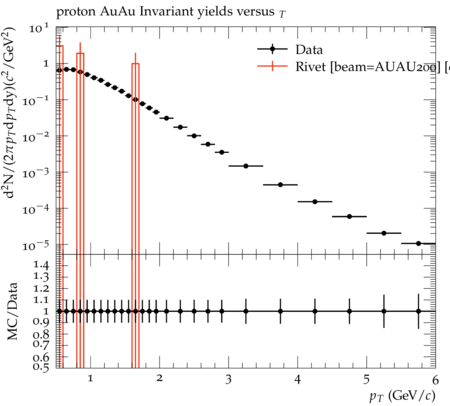 proton AuAu Invariant yields versus T
Data
Rivet [beam=AUAU200] [
d²N/(2πpTdpTdy)(c²/GeV²)
10¹
1
10⁻¹
10⁻²
10⁻³
10⁻⁴
10⁻⁵
MC/Data
1.4
1.3
1.2
1.1
1
0.9
0.8
0.7
0.6
0.5
1 2 3 4 5 6
pT (GeV/c)